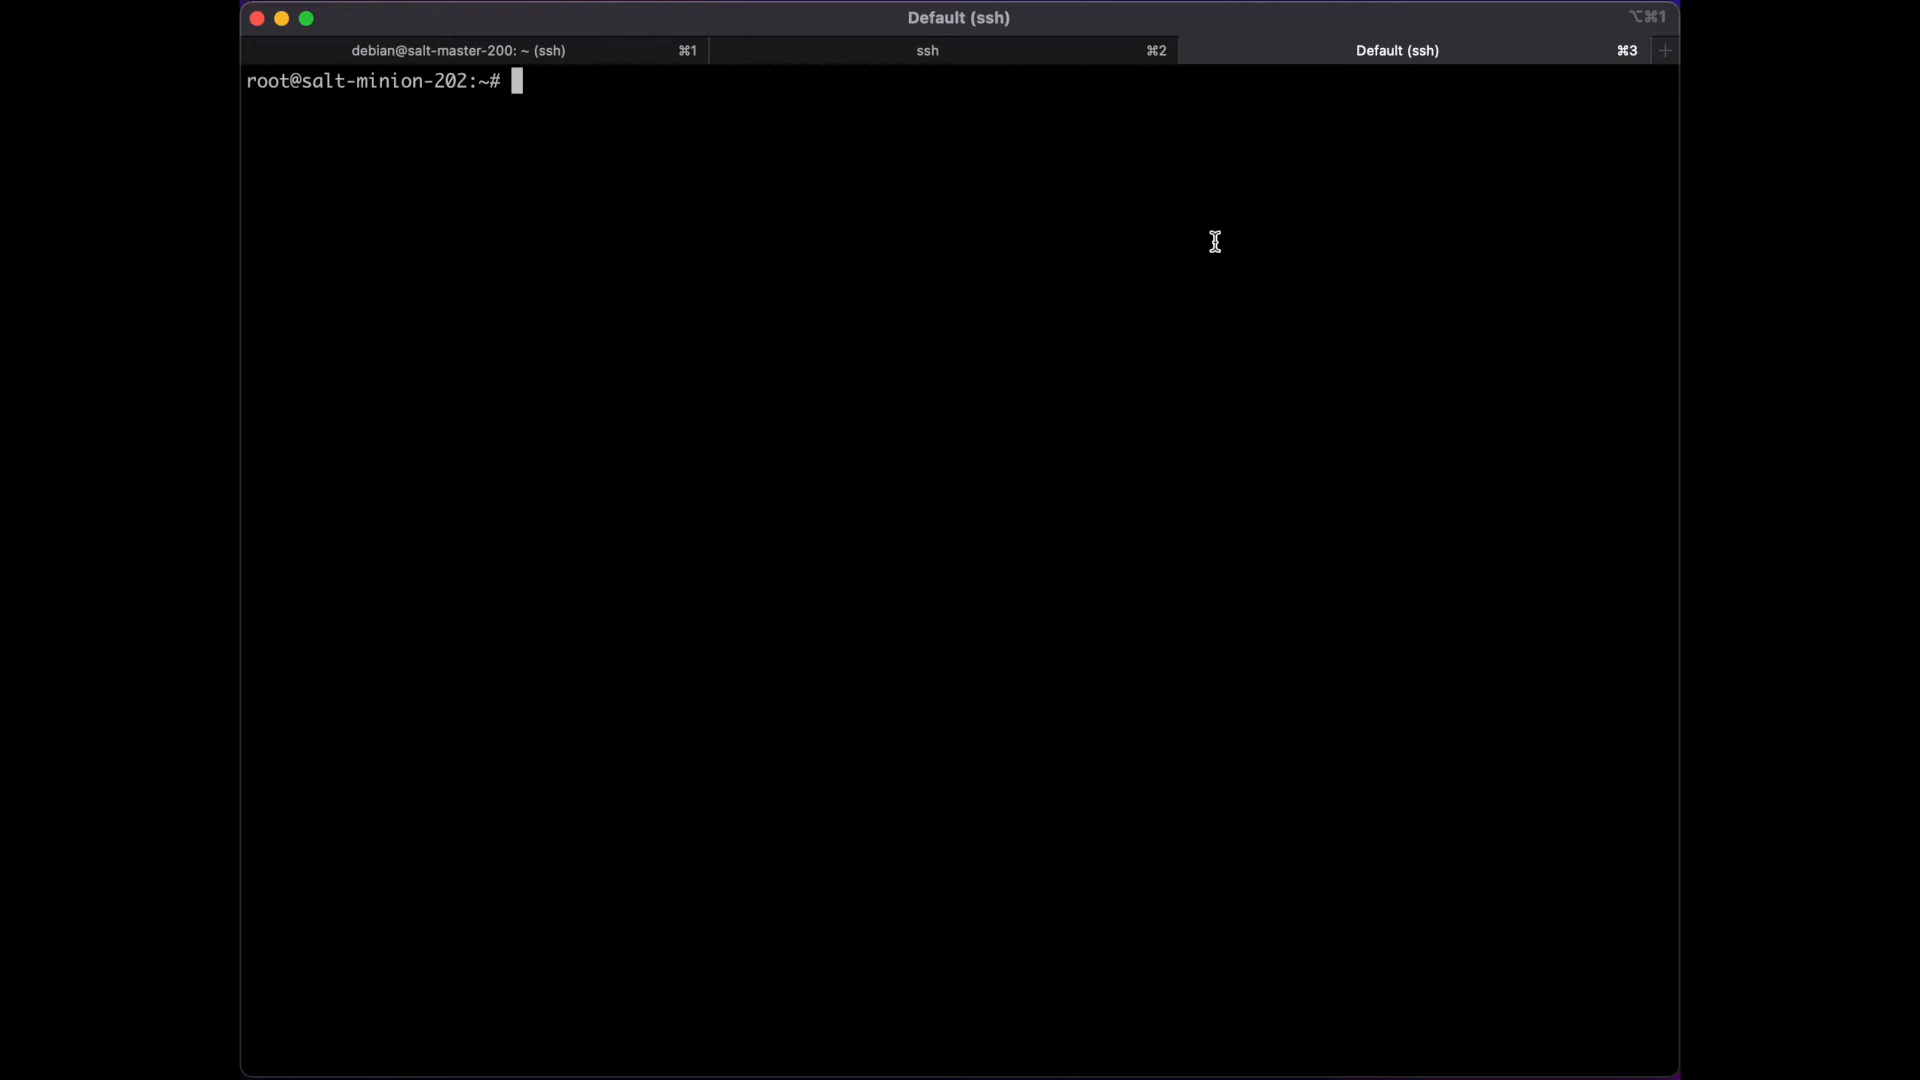 Default (ssh)
⌥⌘1
debian@salt-master-200: ~ (ssh) ⌘1 ssh ⌘2 Default (ssh) ⌘3 +
root@salt-minion-202:~#